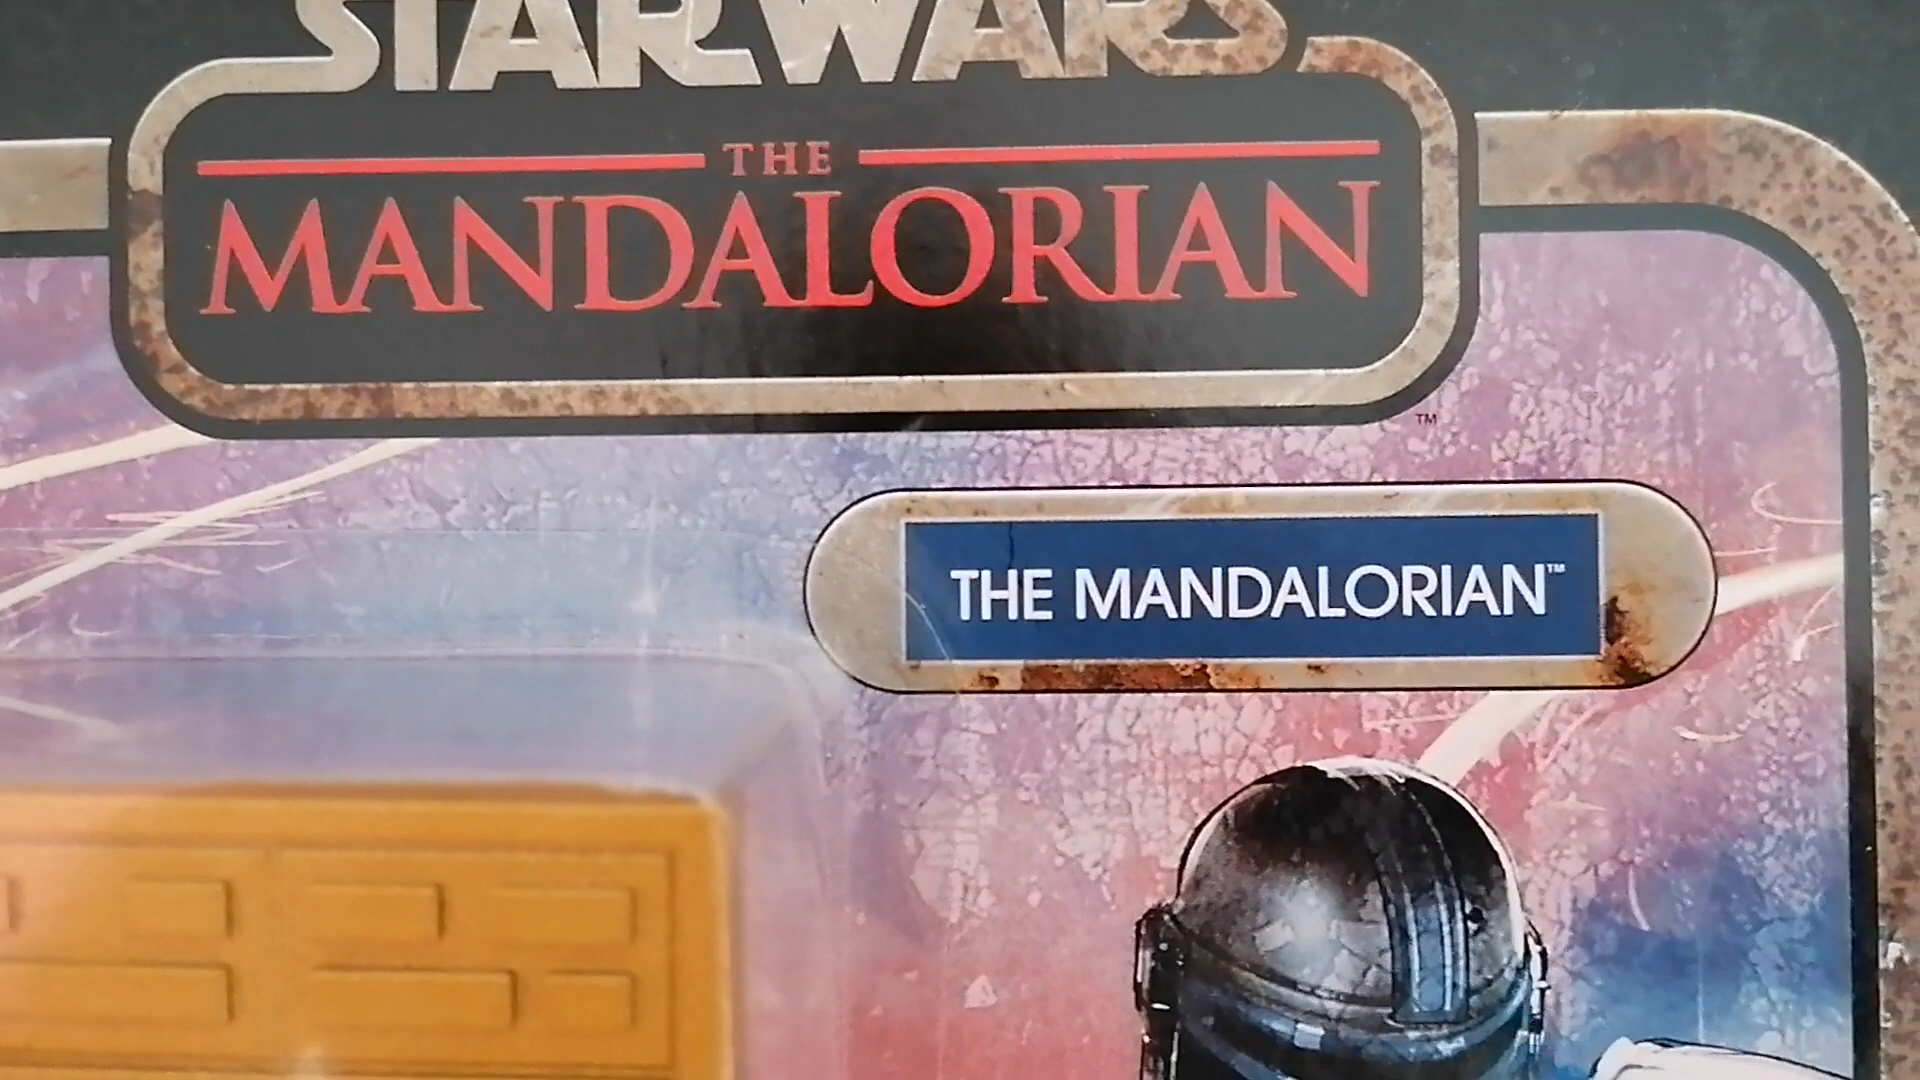 STAR WARS
THE
MANDALORIAN
TM
THE MANDALORIAN™